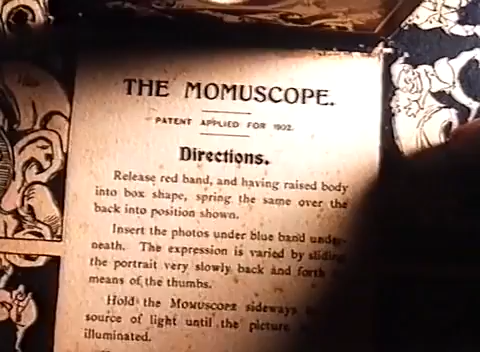 THE MOMUSCOPE.
PATENT APPLIED FOR 1902.
Directions.
Release red band, and having raised body
into box shape, spring the same over the
back into position shown.
Insert the photos under blue band under-
neath. The expression is varied by sliding
the portrait very slowly back and forth
means of the thumbs.
Hold the MOMUSCOPE sideways
source of light until the picture
illuminated.